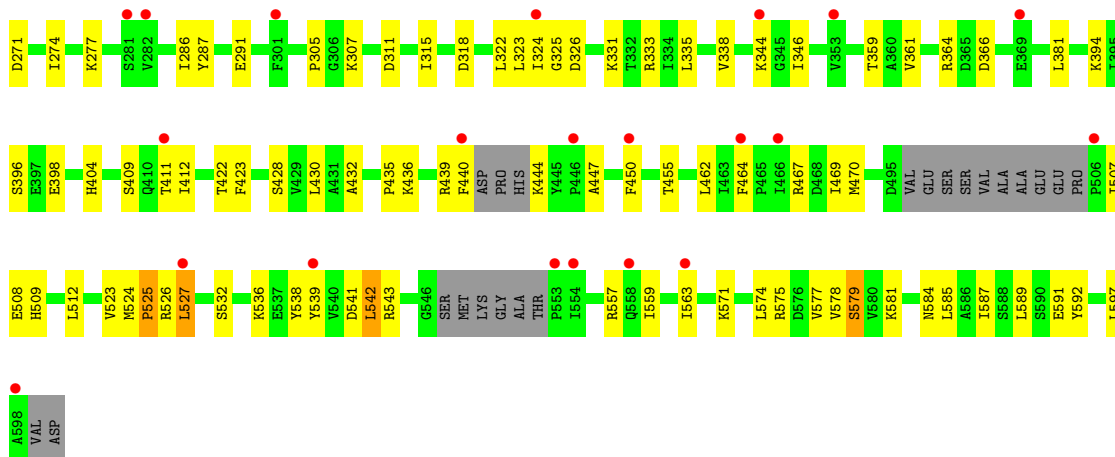 D271 I274 K277 S281 V282 I286 Y287 E291 F301 P305 G306 K307 D311 I315 D318 L322 L323 I324 G325 D326 K331 T332 R333 I334 L335 V338 K344 G345 I346 V353 T359 A360 V361 R364 D365 D366 E369 L381 K394 I395
S396 E397 E398 H404 S409 Q410 T411 I412 T422 F423 S428 V429 L430 A431 A432 P435 K436 R439 F440 ASP PRO HIS K444 Y445 P446 A447 F450 T455 L462 I463 F464 P465 I466 R467 D468 I469 M470 D495 VAL GLU SER SER VAL ALA ALA GLU GLU PRO P506
E508 H509 L512 V523 M524 P525 R526 L527 S532 K536 E537 Y538 Y539 V540 D541 L542 R543 G546 SER MET LYS GLY ALA THR P553 I554 R557 Q558 I559 I563 K571 L574 R575 D576 V577 V578 S579 V580 K581 N584 L585 A586 I587 S588 L589 S590 E591 Y592
A598 VAL ASP